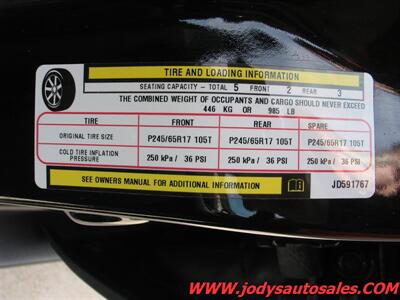 TIRE AND LOADING INFORMATION
SEATING CAPACITY - TOTAL 5 FRONT 2 REAR 3
THE COMBINED WEIGHT OF OCCUPANTS AND CARGO SHOULD NEVER EXCEED
446 KG OR 985 LB
TIRE FRONT REAR SPARE
ORIGINAL TIRE SIZE P245/65R17 105T P245/65R17 105T P245/65R17 105T
COLD TIRE INFLATION
PRESSURE 250 kPa / 36 PSI 250 kPa / 36 PSI 250 kPa / 36 PSI
SEE OWNERS MANUAL FOR ADDITIONAL INFORMATION JD591767
www.jodysautosales.com